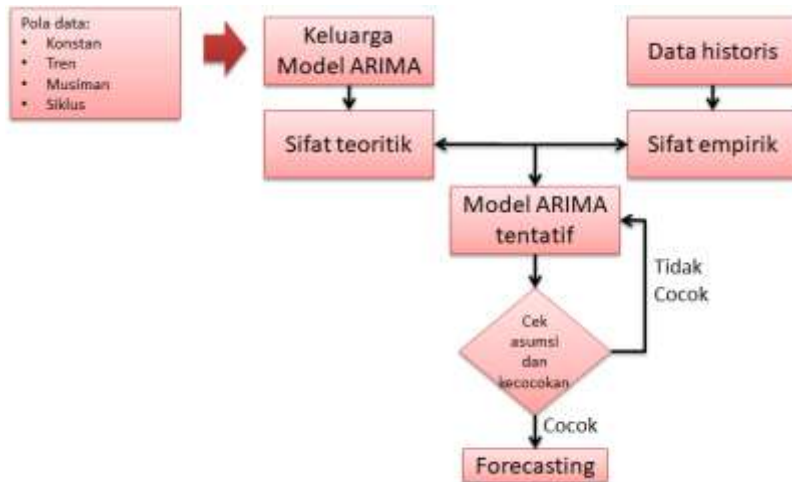 Pola data:
• Konstan
• Tren
• Musiman
• Siklus
Keluarga
Model ARIMA
Data historis
Sifat teoritik
Sifat empirik
Model ARIMA
tentatif
Tidak
Cocok
Cek
asumsi
dan
kecocokan
Cocok
Forecasting